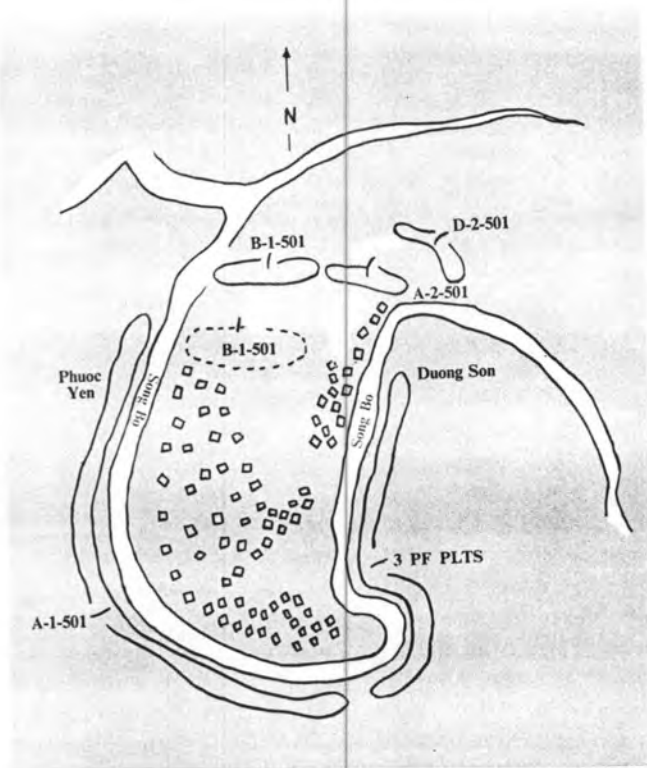 N
D-2-501
B-1-501
A-2-501
B-1-501
Phuoc
Yen
Song Bo
Duong Son
Song Bo
3 PF PLTS
A-1-501